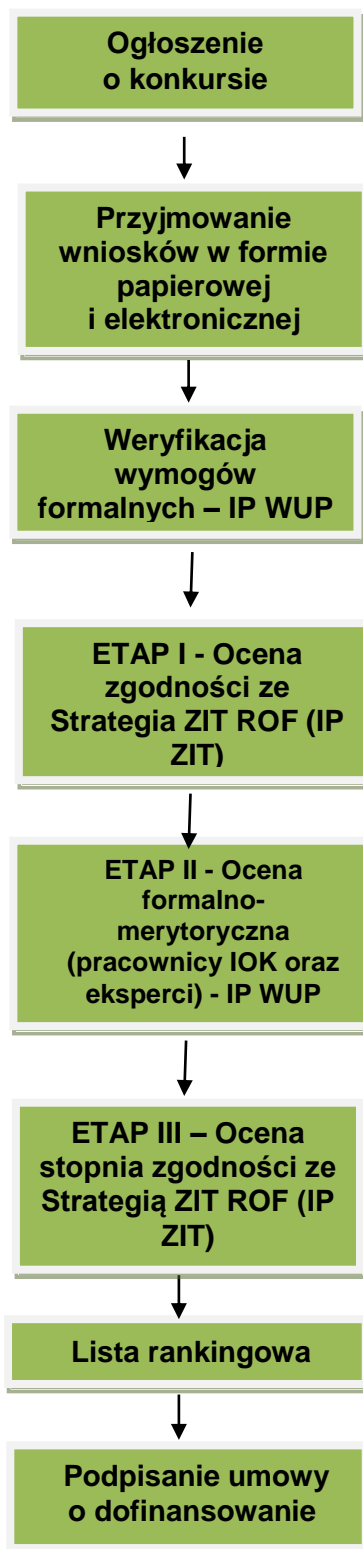 Ogłoszenie
o konkursie
Przyjmowanie
wniosków w formie
papierowej
i elektronicznej
Weryfikacja
wymogów
formalnych – IP WUP
ETAP I - Ocena
zgodności ze
Strategia ZIT ROF (IP
ZIT)
ETAP II - Ocena
formalno-
merytoryczna
(pracownicy IOK oraz
eksperci) - IP WUP
ETAP III – Ocena
stopnia zgodności ze
Strategią ZIT ROF (IP
ZIT)
Lista rankingowa
Podpisanie umowy
o dofinansowanie